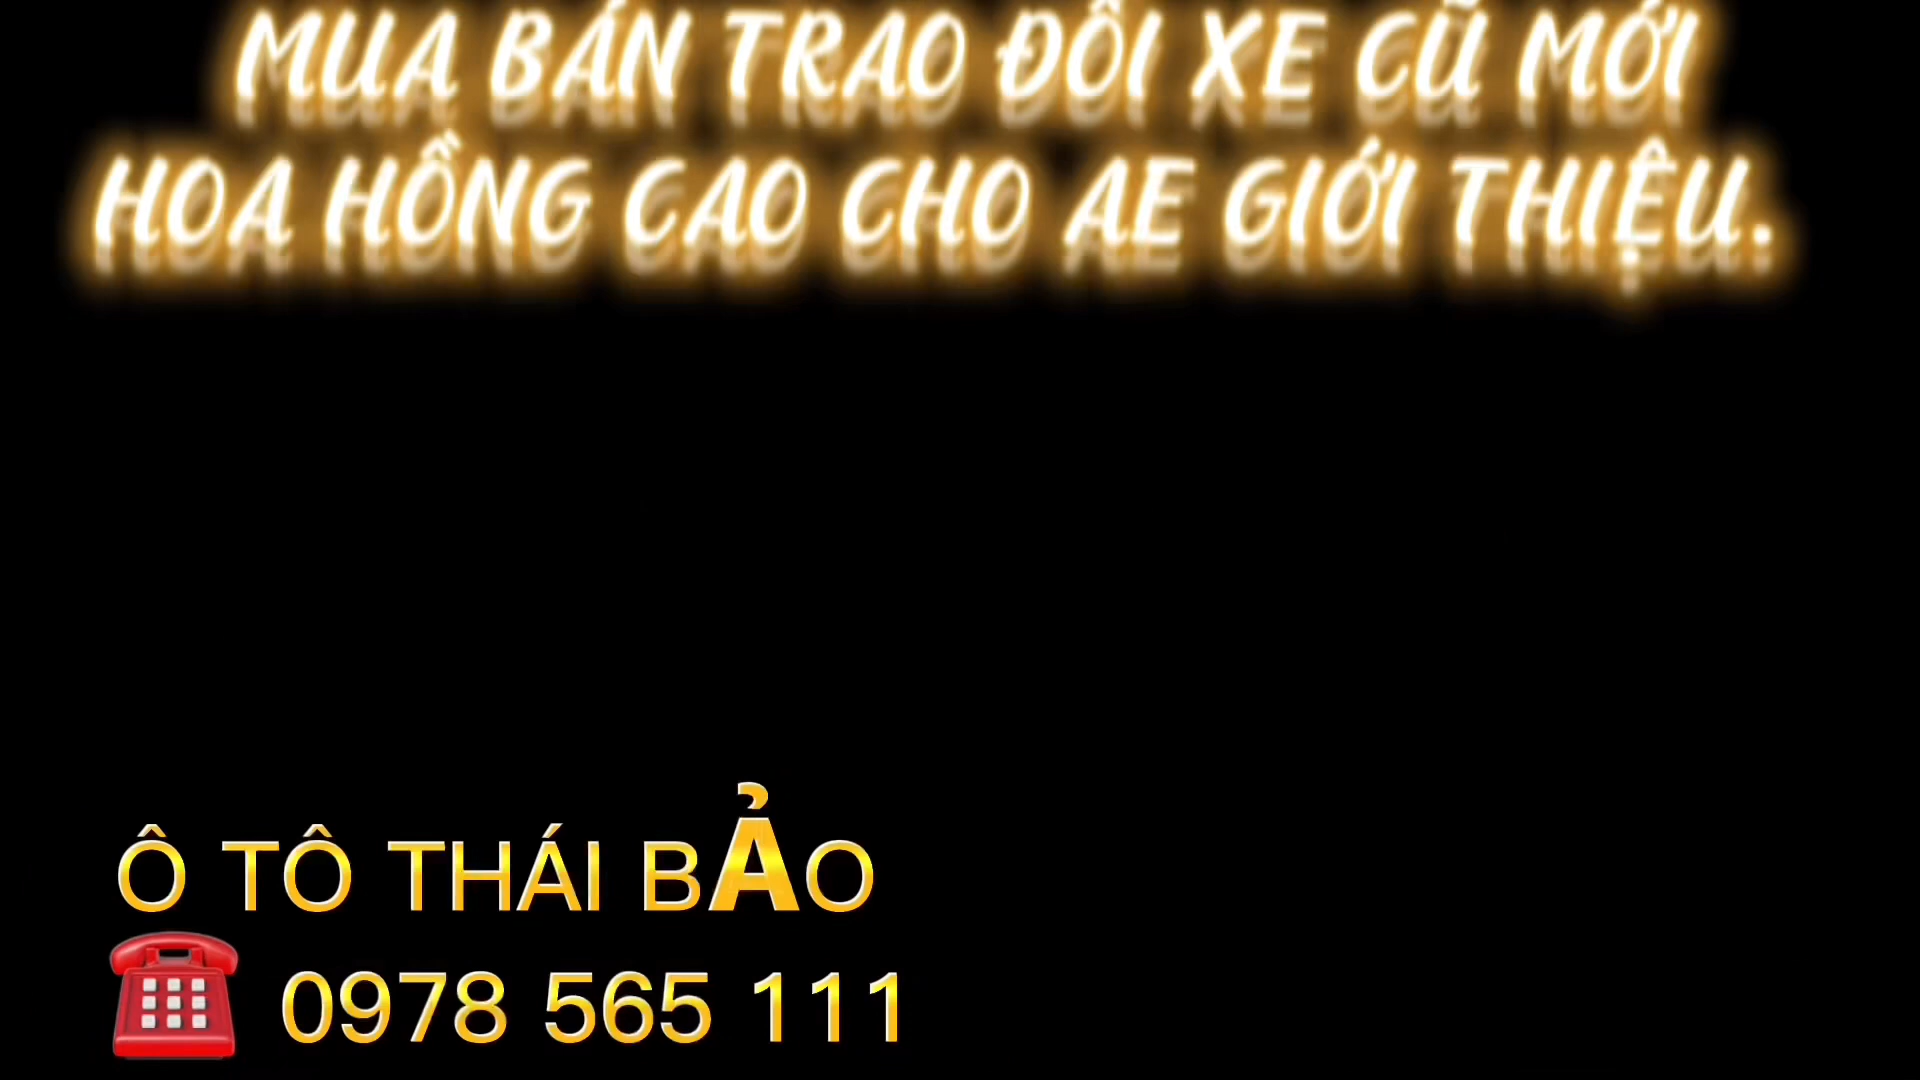 MUA BÁN TRAO ĐỔI XE CŨ MỚI
HOA HỒNG CAO CHO AE GIỚI THIỆU.
Ô TÔ THÁI BẢO
0978 565 111